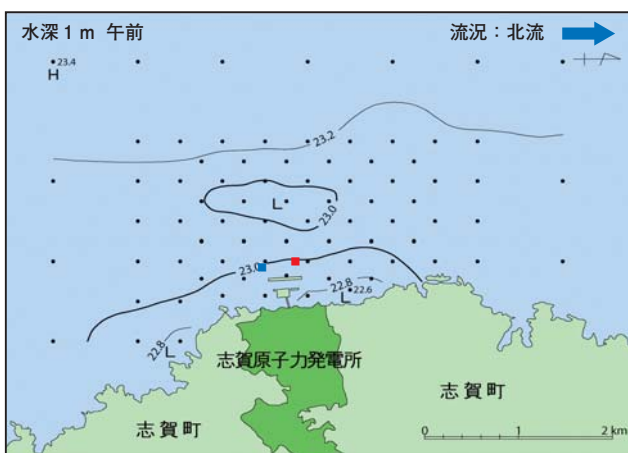 水深1m 午前
流況：北流
23.4
H
23.2
L
23.0
23.0
22.8
L 22.6
22.8
L
志賀原子力発電所
志賀町
志賀町
0 1 2 km